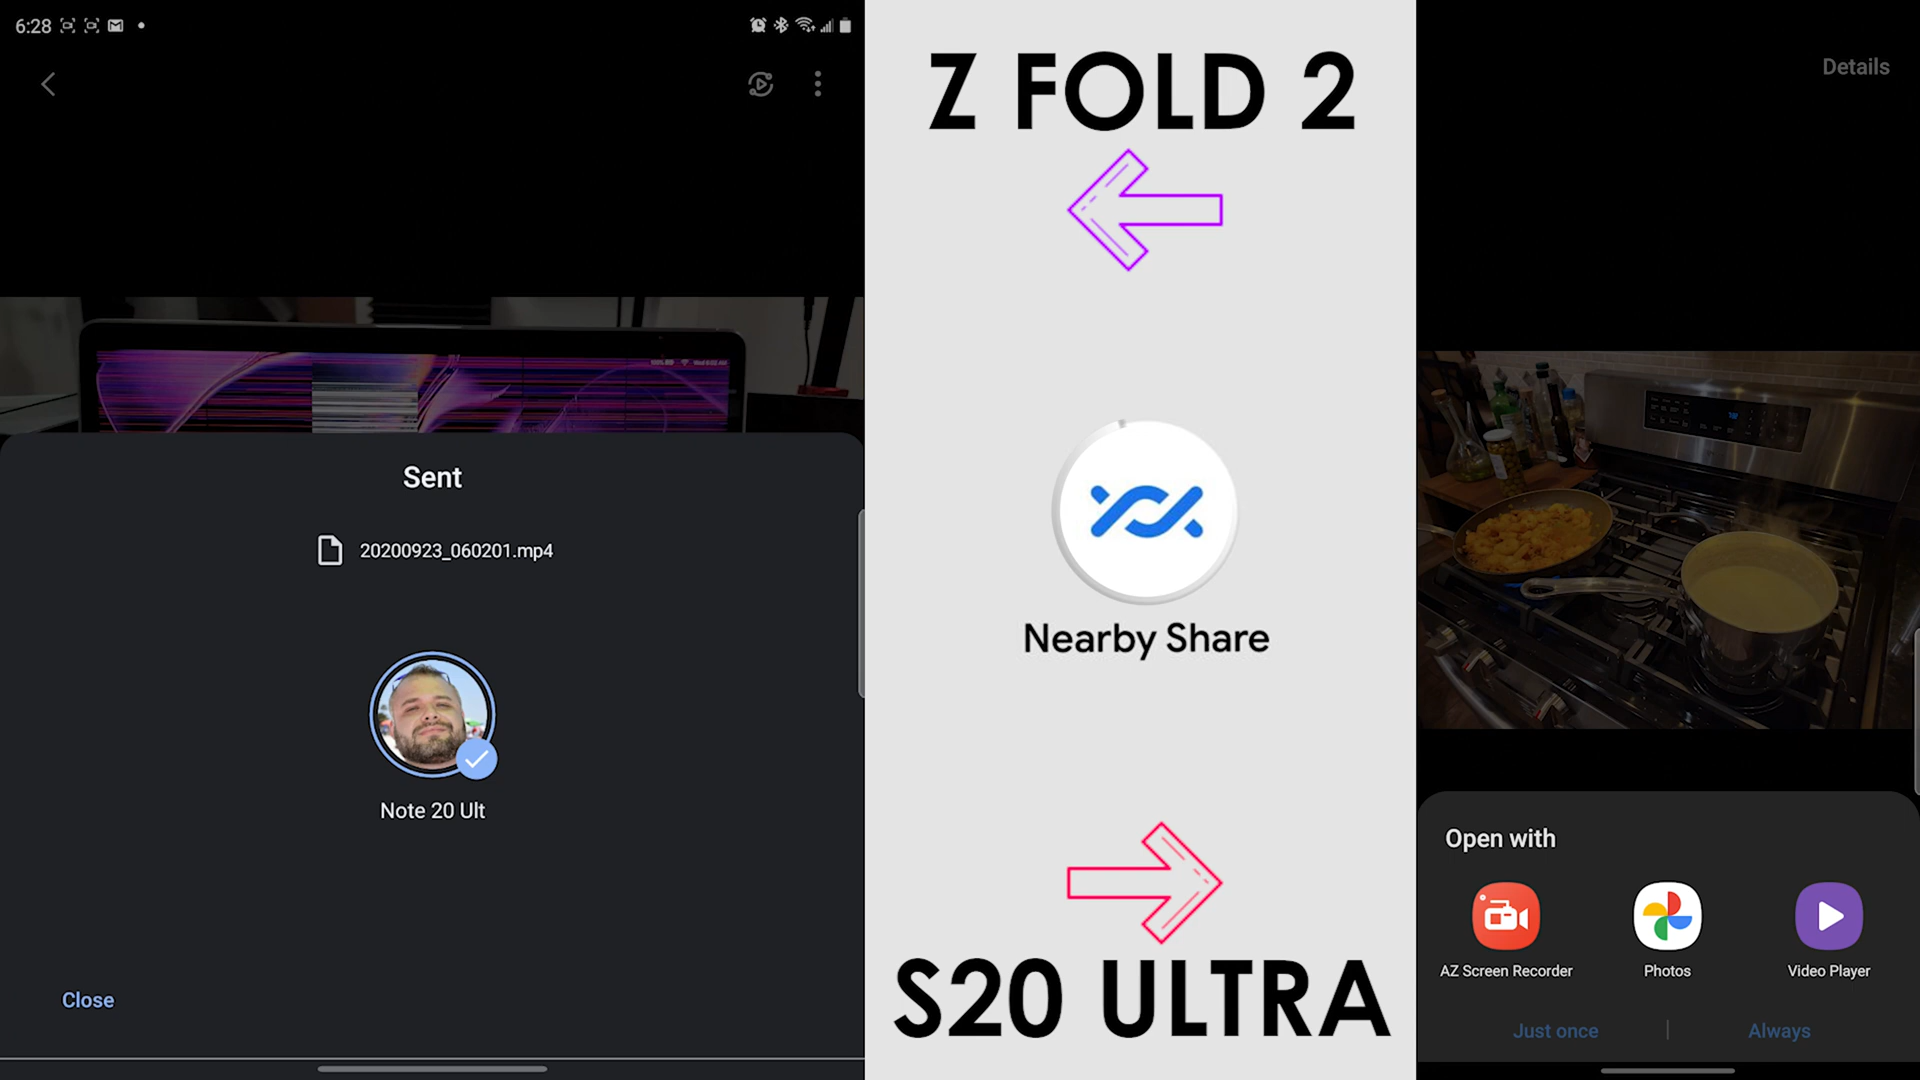 6:28
Sent
20200923_060201.mp4
Note 20 Ult
Close
Z FOLD 2
Nearby Share
S20 ULTRA
Details
Open with
AZ Screen Recorder
Photos
Video Player
Just once
Always